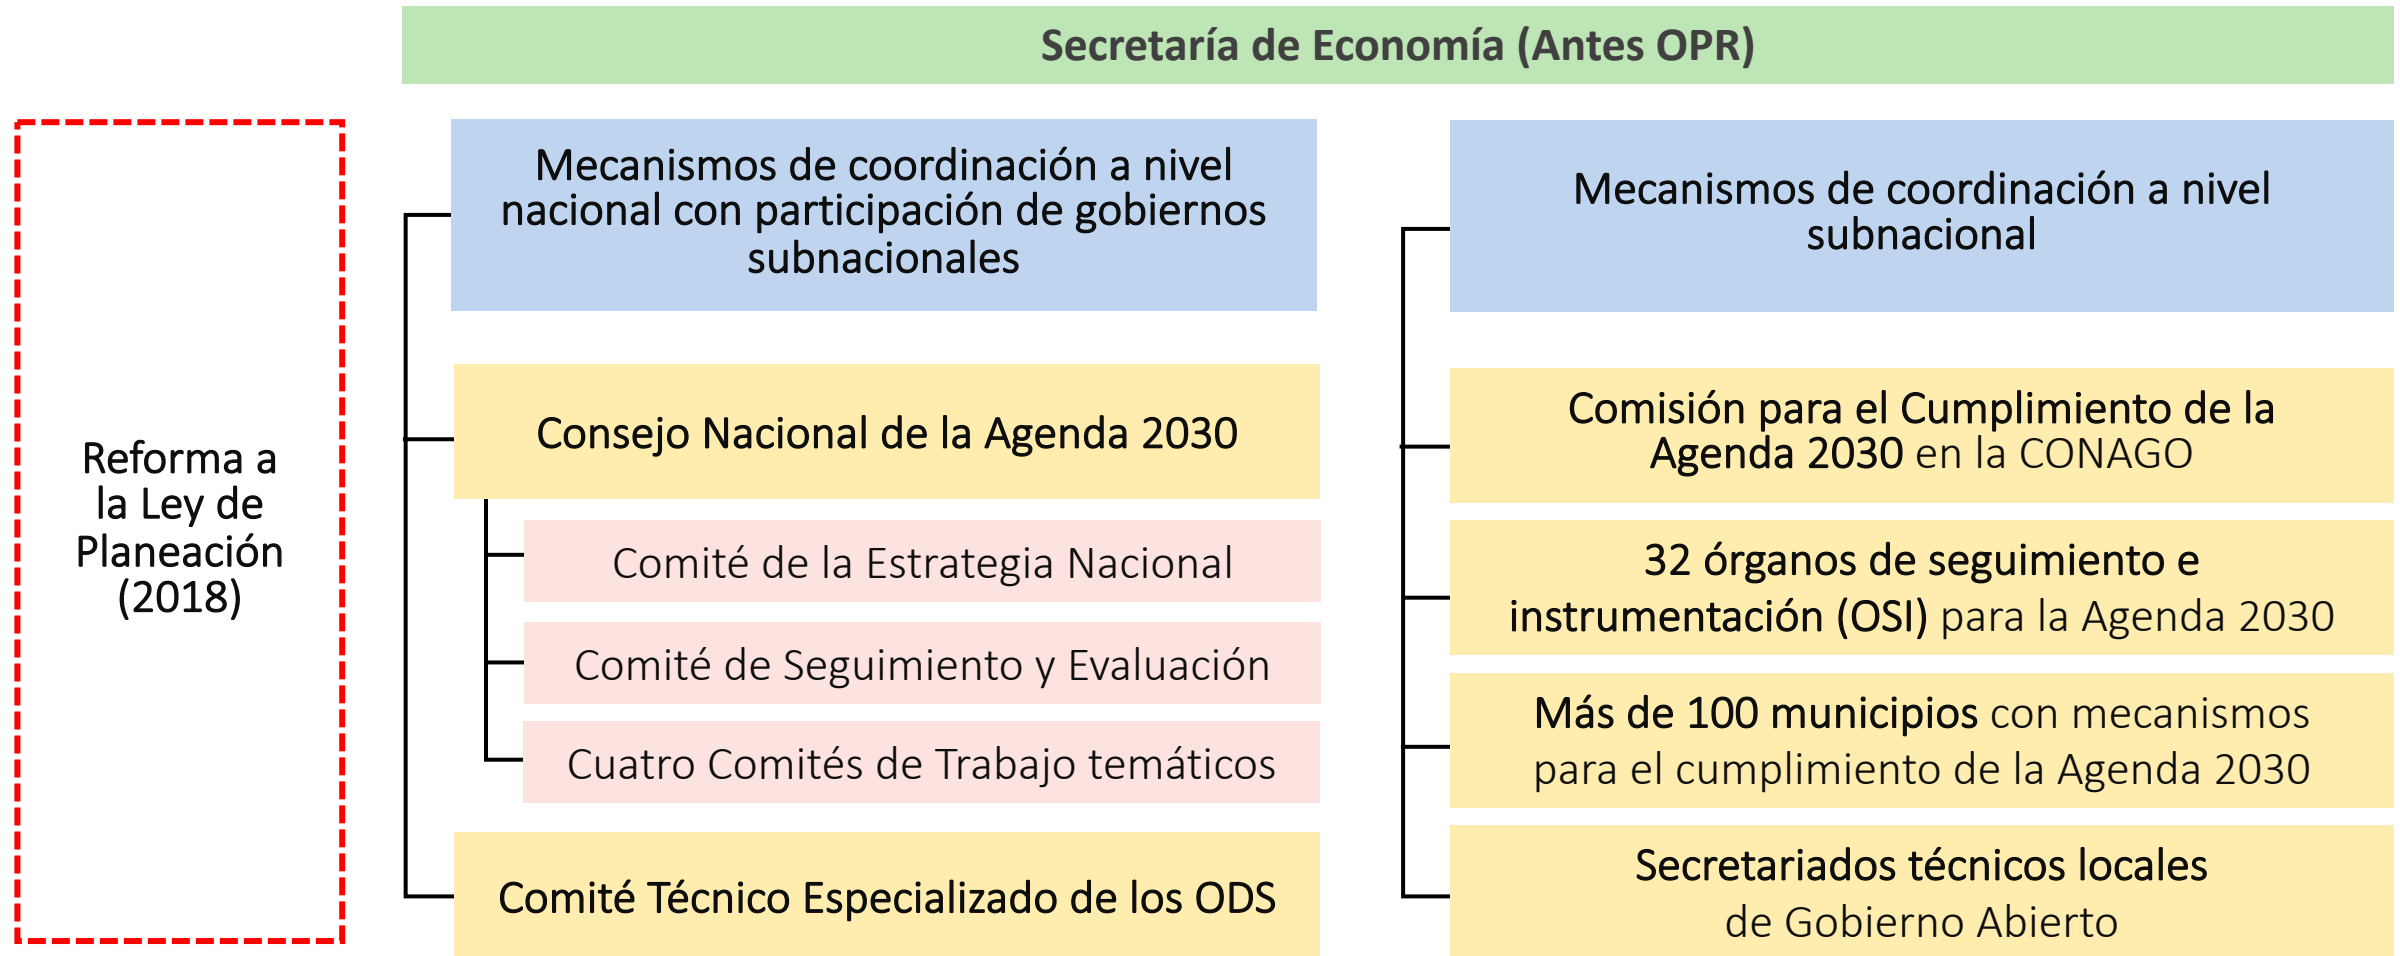 Secretaría de Economía (Antes OPR)
Reforma a
la Ley de
Planeación
(2018)
Mecanismos de coordinación a nivel
nacional con participación de gobiernos
subnacionales
Consejo Nacional de la Agenda 2030
Comité de la Estrategia Nacional
Comité de Seguimiento y Evaluación
Cuatro Comités de Trabajo temáticos
Comité Técnico Especializado de los ODS
Mecanismos de coordinación a nivel
subnacional
Comisión para el Cumplimiento de la
Agenda 2030 en la CONAGO
32 órganos de seguimiento e
instrumentación (OSI) para la Agenda 2030
Más de 100 municipios con mecanismos
para el cumplimiento de la Agenda 2030
Secretariados técnicos locales
de Gobierno Abierto